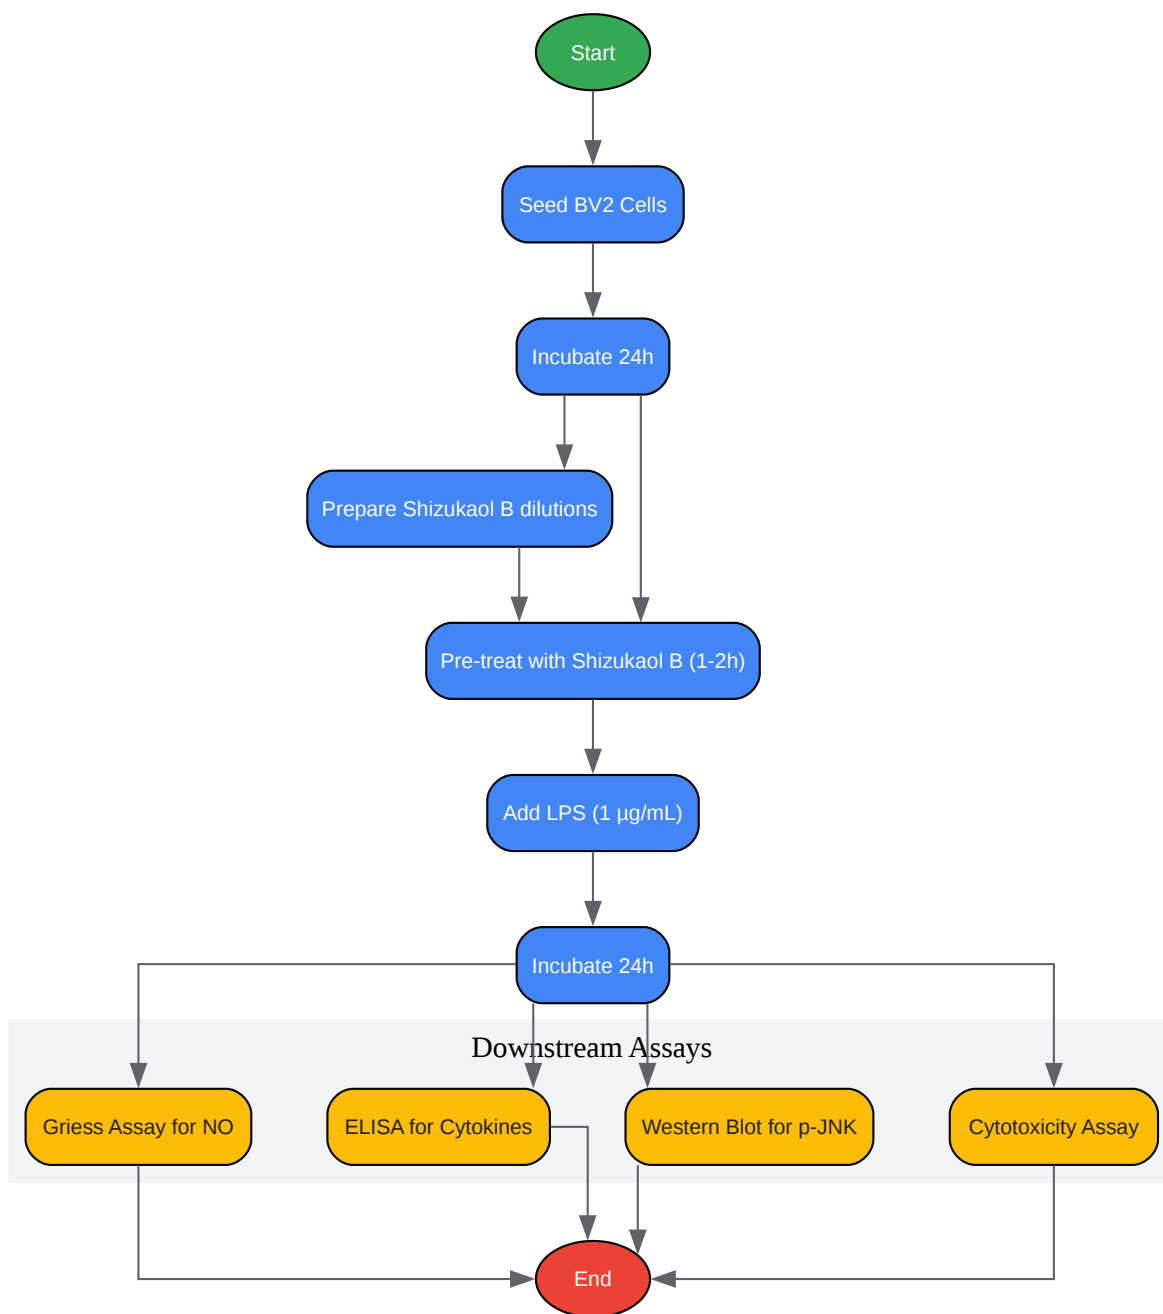 Start
Seed BV2 Cells
Incubate 24h
Prepare Shizukaol B dilutions
Pre-treat with Shizukaol B (1-2h)
Add LPS (1 µg/mL)
Incubate 24h
Downstream Assays
Griess Assay for NO
ELISA for Cytokines
Western Blot for p-JNK
Cytotoxicity Assay
End